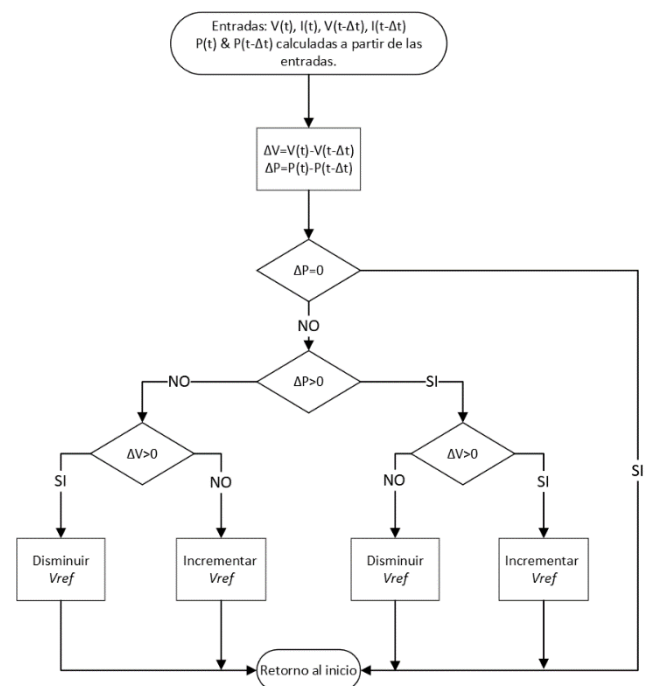 Entradas: V(t), I(t), V(t-Δt), I(t-Δt)
P(t) & P(t-Δt) calculadas a partir de las
entradas.
ΔV=V(t)-V(t-Δt)
ΔP=P(t)-P(t-Δt)
ΔP=0
NO
ΔP>0
NO
SI
ΔV>0
ΔV>0
SI
SI
NO
NO
SI
Disminuir
Vref
Incrementar
Vref
Disminuir
Vref
Incrementar
Vref
Retorno al inicio